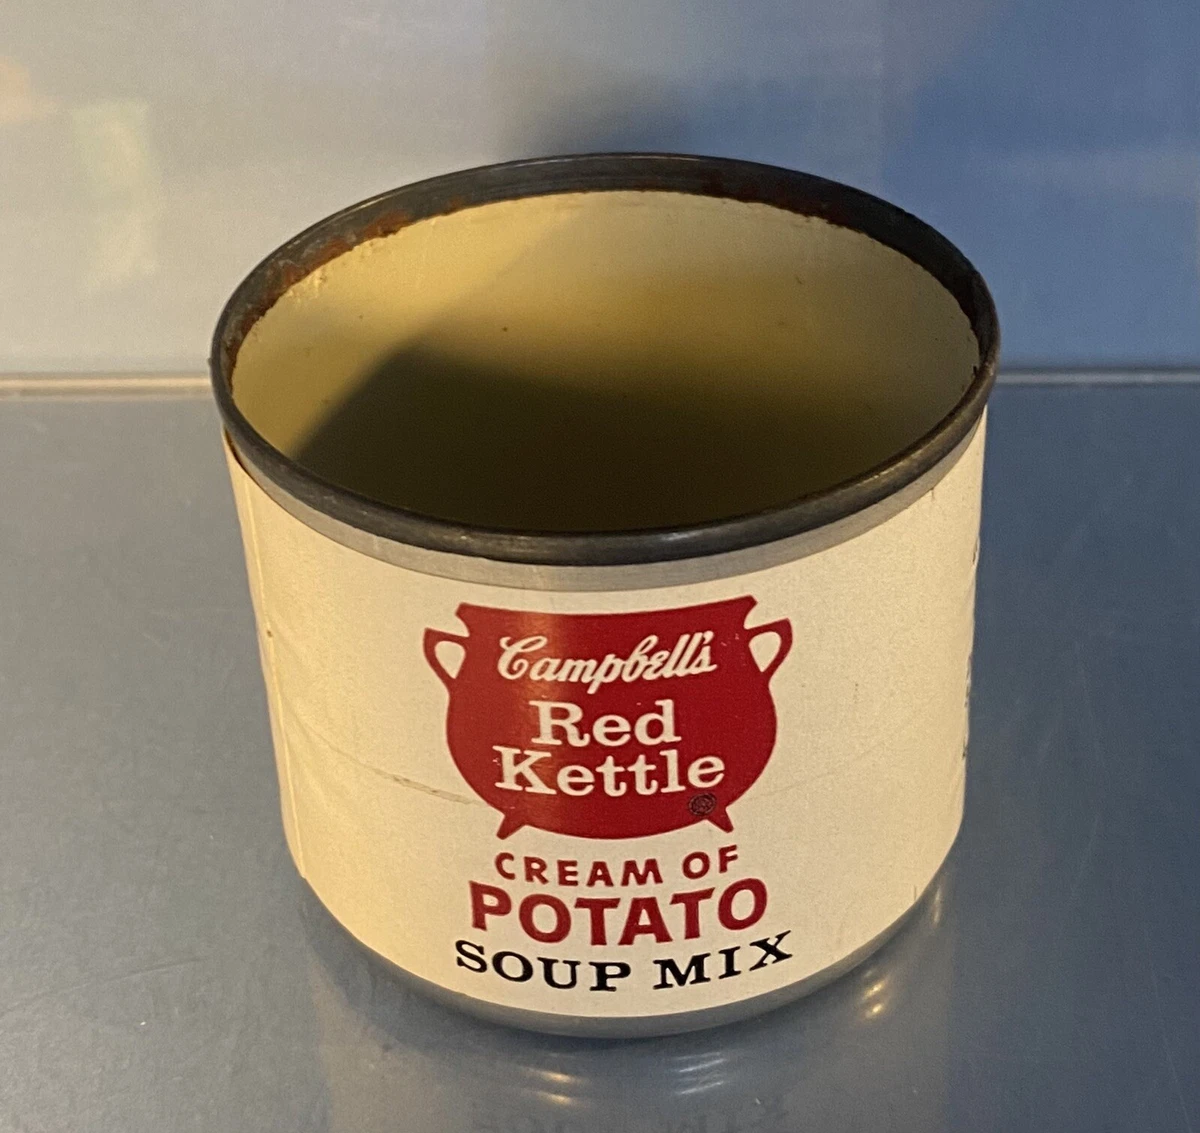 Campbell's
Red
Kettle
CREAM OF
POTATO
SOUP MIX